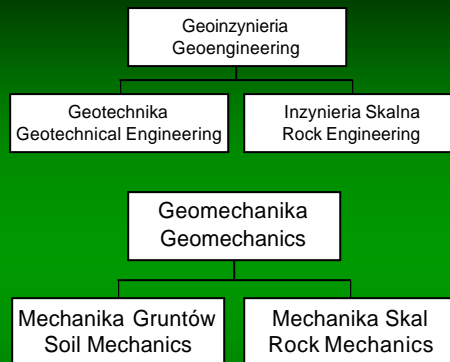 Geoinzynieria
Geoengineering
Geotechnika
Geotechnical Engineering
Inzynieria Skalna
Rock Engineering
Geomechanika
Geomechanics
Mechanika Gruntów
Soil Mechanics
Mechanika Skal
Rock Mechanics